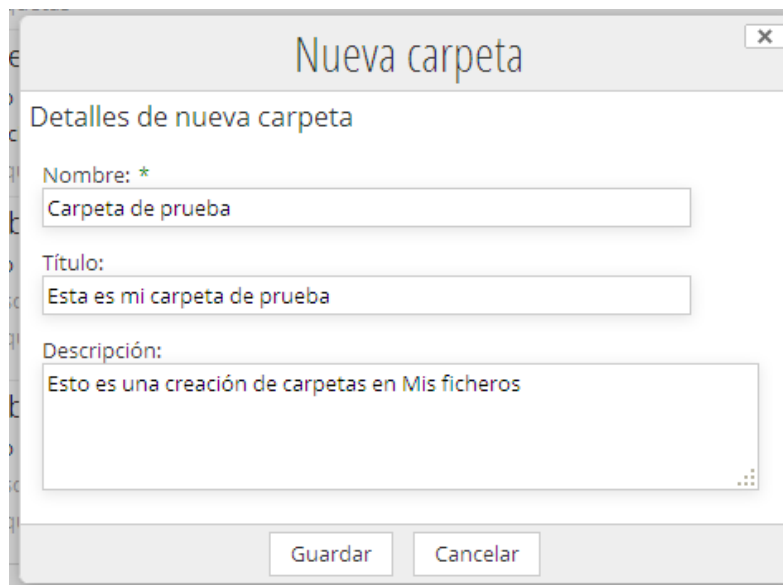 Nueva carpeta
Detalles de nueva carpeta
Nombre: *
Carpeta de prueba
Título:
Esta es mi carpeta de prueba
Descripción:
Esto es una creación de carpetas en Mis ficheros
Guardar
Cancelar